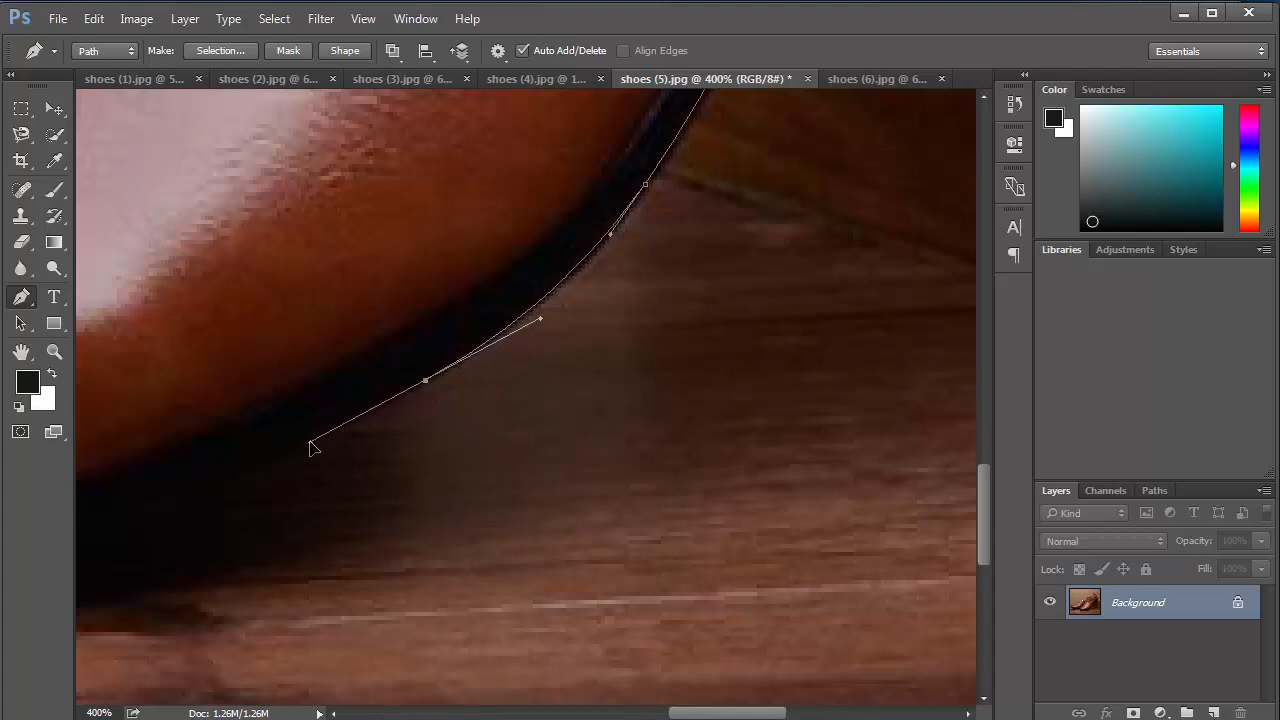 Ps File Edit Image Layer Type Select Filter View Window Help
Path Make: Selection... Mask Shape Auto Add/Delete Align Edges Essentials
shoes (1).jpg @ 5... × shoes (2).jpg @ 6... × shoes (3).jpg @ 6... × shoes (4).jpg @ 1... × shoes (5).jpg @ 400% (RGB/8#) * × shoes (6).jpg @ 6... ×
Color Swatches
Libraries Adjustments Styles
Layers Channels Paths
Kind
Normal Opacity: 100%
Lock: Fill: 100%
Background
400% Doc: 1.26M/1.26M